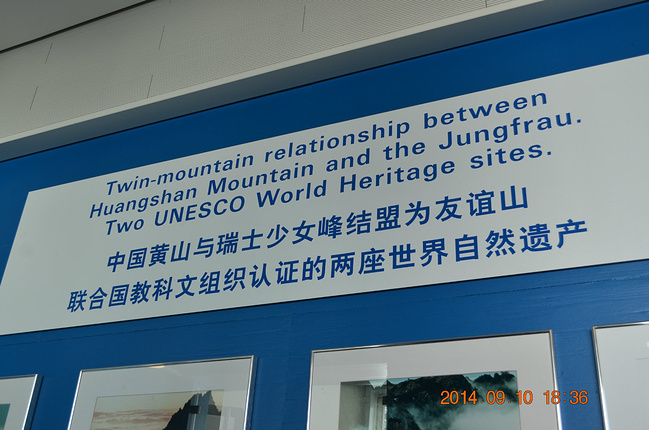 Twin-mountain relationship between
Huangshan Mountain and the Jungfrau.
Two UNESCO World Heritage sites.
中国黄山与瑞士少女峰结盟为友谊山
联合国教科文组织认证的两座世界自然遗产
2014.09.10 18:36